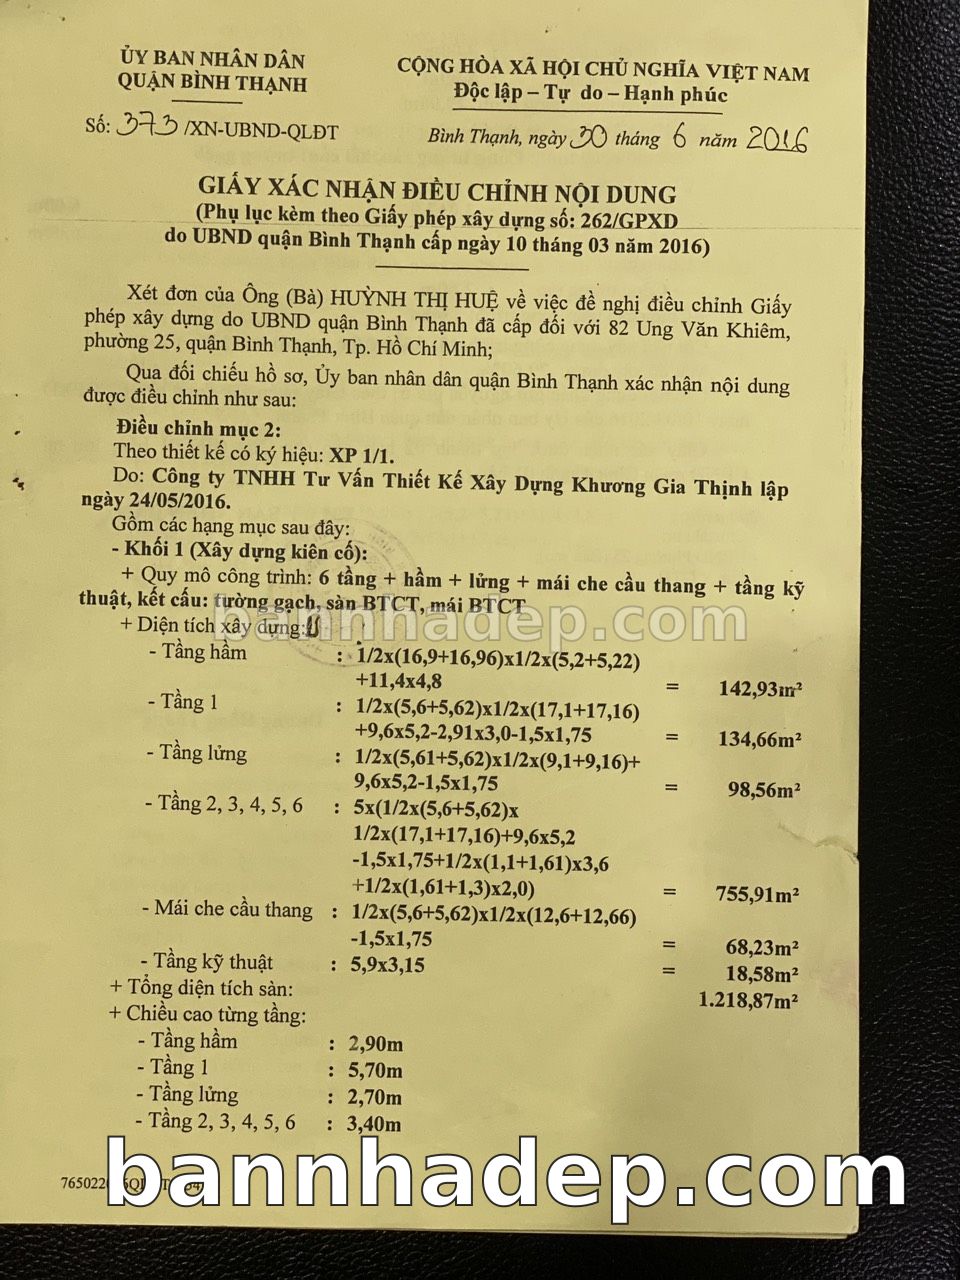 ỦY BAN NHÂN DÂN
QUẬN BÌNH THẠNH
CỘNG HÒA XÃ HỘI CHỦ NGHĨA VIỆT NAM
Độc lập – Tự do – Hạnh phúc
Số: 373/XN-UBND-QLĐT
Bình Thạnh, ngày 30 tháng 6 năm 2016
GIẤY XÁC NHẬN ĐIỀU CHỈNH NỘI DUNG
(Phụ lục kèm theo Giấy phép xây dựng số: 262/GPXD
do UBND quận Bình Thạnh cấp ngày 10 tháng 03 năm 2016)
Xét đơn của Ông (Bà) HUỲNH THỊ HUỆ về việc đề nghị điều chỉnh Giấy
phép xây dựng do UBND quận Bình Thạnh đã cấp đối với 82 Ung Văn Khiêm,
phường 25, quận Bình Thạnh, Tp. Hồ Chí Minh;
Qua đối chiếu hồ sơ, Ủy ban nhân dân quận Bình Thạnh xác nhận nội dung
được điều chỉnh như sau:
Điều chỉnh mục 2:
Theo thiết kế có ký hiệu: XP 1/1.
Do: Công ty TNHH Tư Vấn Thiết Kế Xây Dựng Khương Gia Thịnh lập
ngày 24/05/2016.
Gồm các hạng mục sau đây:
- Khối 1 (Xây dựng kiên cố):
+ Quy mô công trình: 6 tầng + hầm + lửng + mái che cầu thang + tầng kỹ
thuật, kết cấu: tường gạch, sàn BTCT, mái BTCT
bannhadep.com
+ Diện tích xây dựng:
- Tầng hầm : 1/2x(16,9+16,96)x1/2x(5,2+5,22)
+11,4x4,8 = 142,93m²
- Tầng 1 : 1/2x(5,6+5,62)x1/2x(17,1+17,16)
+9,6x5,2-2,91x3,0-1,5x1,75 = 134,66m²
- Tầng lửng : 1/2x(5,61+5,62)x1/2x(9,1+9,16)+
9,6x5,2-1,5x1,75 = 98,56m²
- Tầng 2, 3, 4, 5, 6 : 5x(1/2x(5,6+5,62)x
1/2x(17,1+17,16)+9,6x5,2
-1,5x1,75+1/2x(1,1+1,61)x3,6
+1/2x(1,61+1,3)x2,0) = 755,91m²
- Mái che cầu thang : 1/2x(5,6+5,62)x1/2x(12,6+12,66)
-1,5x1,75 = 68,23m²
- Tầng kỹ thuật : 5,9x3,15 = 18,58m²
+ Tổng diện tích sàn: 1.218,87m²
+ Chiều cao từng tầng:
- Tầng hầm : 2,90m
- Tầng 1 : 5,70m
- Tầng lửng : 2,70m
- Tầng 2, 3, 4, 5, 6 : 3,40m
bannhadep.com